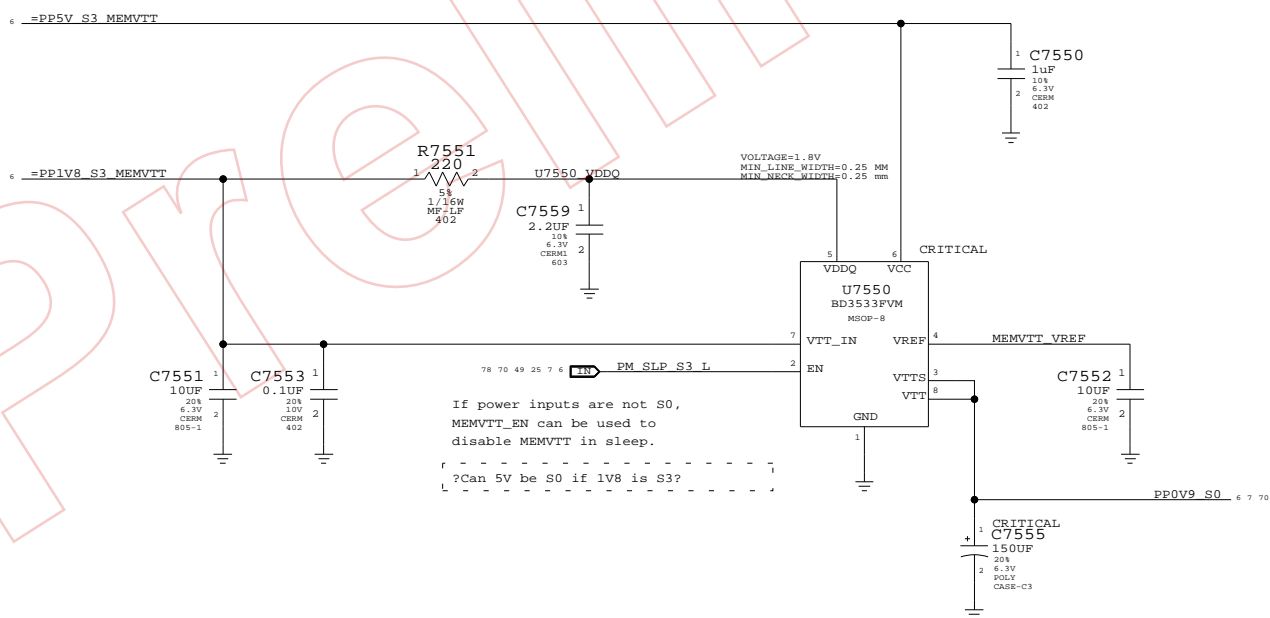 6 =PP5V_S3_MEMVTT
1 C7550
1uF
10%
6.3V
2 CERM
402
6 =PP1V8_S3_MEMVTT
R7551
220
1 2
5%
1/16W
MF-LF
402
U7550_VDDQ
VOLTAGE=1.8V
MIN_LINE_WIDTH=0.25 MM
MIN_NECK_WIDTH=0.25 mm
C7559 1
2.2UF
10%
6.3V 2
CERM1
603
5 6 CRITICAL
VDDQ VCC
U7550
BD3533FVM
MSOP-8
7 VTT_IN VREF 4 MEMVTT_VREF
78 70 49 25 7 6 IN PM_SLP_S3_L 2 EN
VTTS 3
VTT 8
GND
1
C7551 1
10UF
20%
6.3V 2
CERM
805-1
C7553 1
0.1UF
20%
10V 2
CERM
402
C7552 1
10UF
20%
6.3V 2
CERM
805-1
If power inputs are not S0,
MEMVTT_EN can be used to
disable MEMVTT in sleep.
?Can 5V be S0 if 1V8 is S3?
PP0V9_S0 6 7 70
CRITICAL
1 C7555
+ 150UF
20%
6.3V
2 POLY
CASE-C3
Prelim